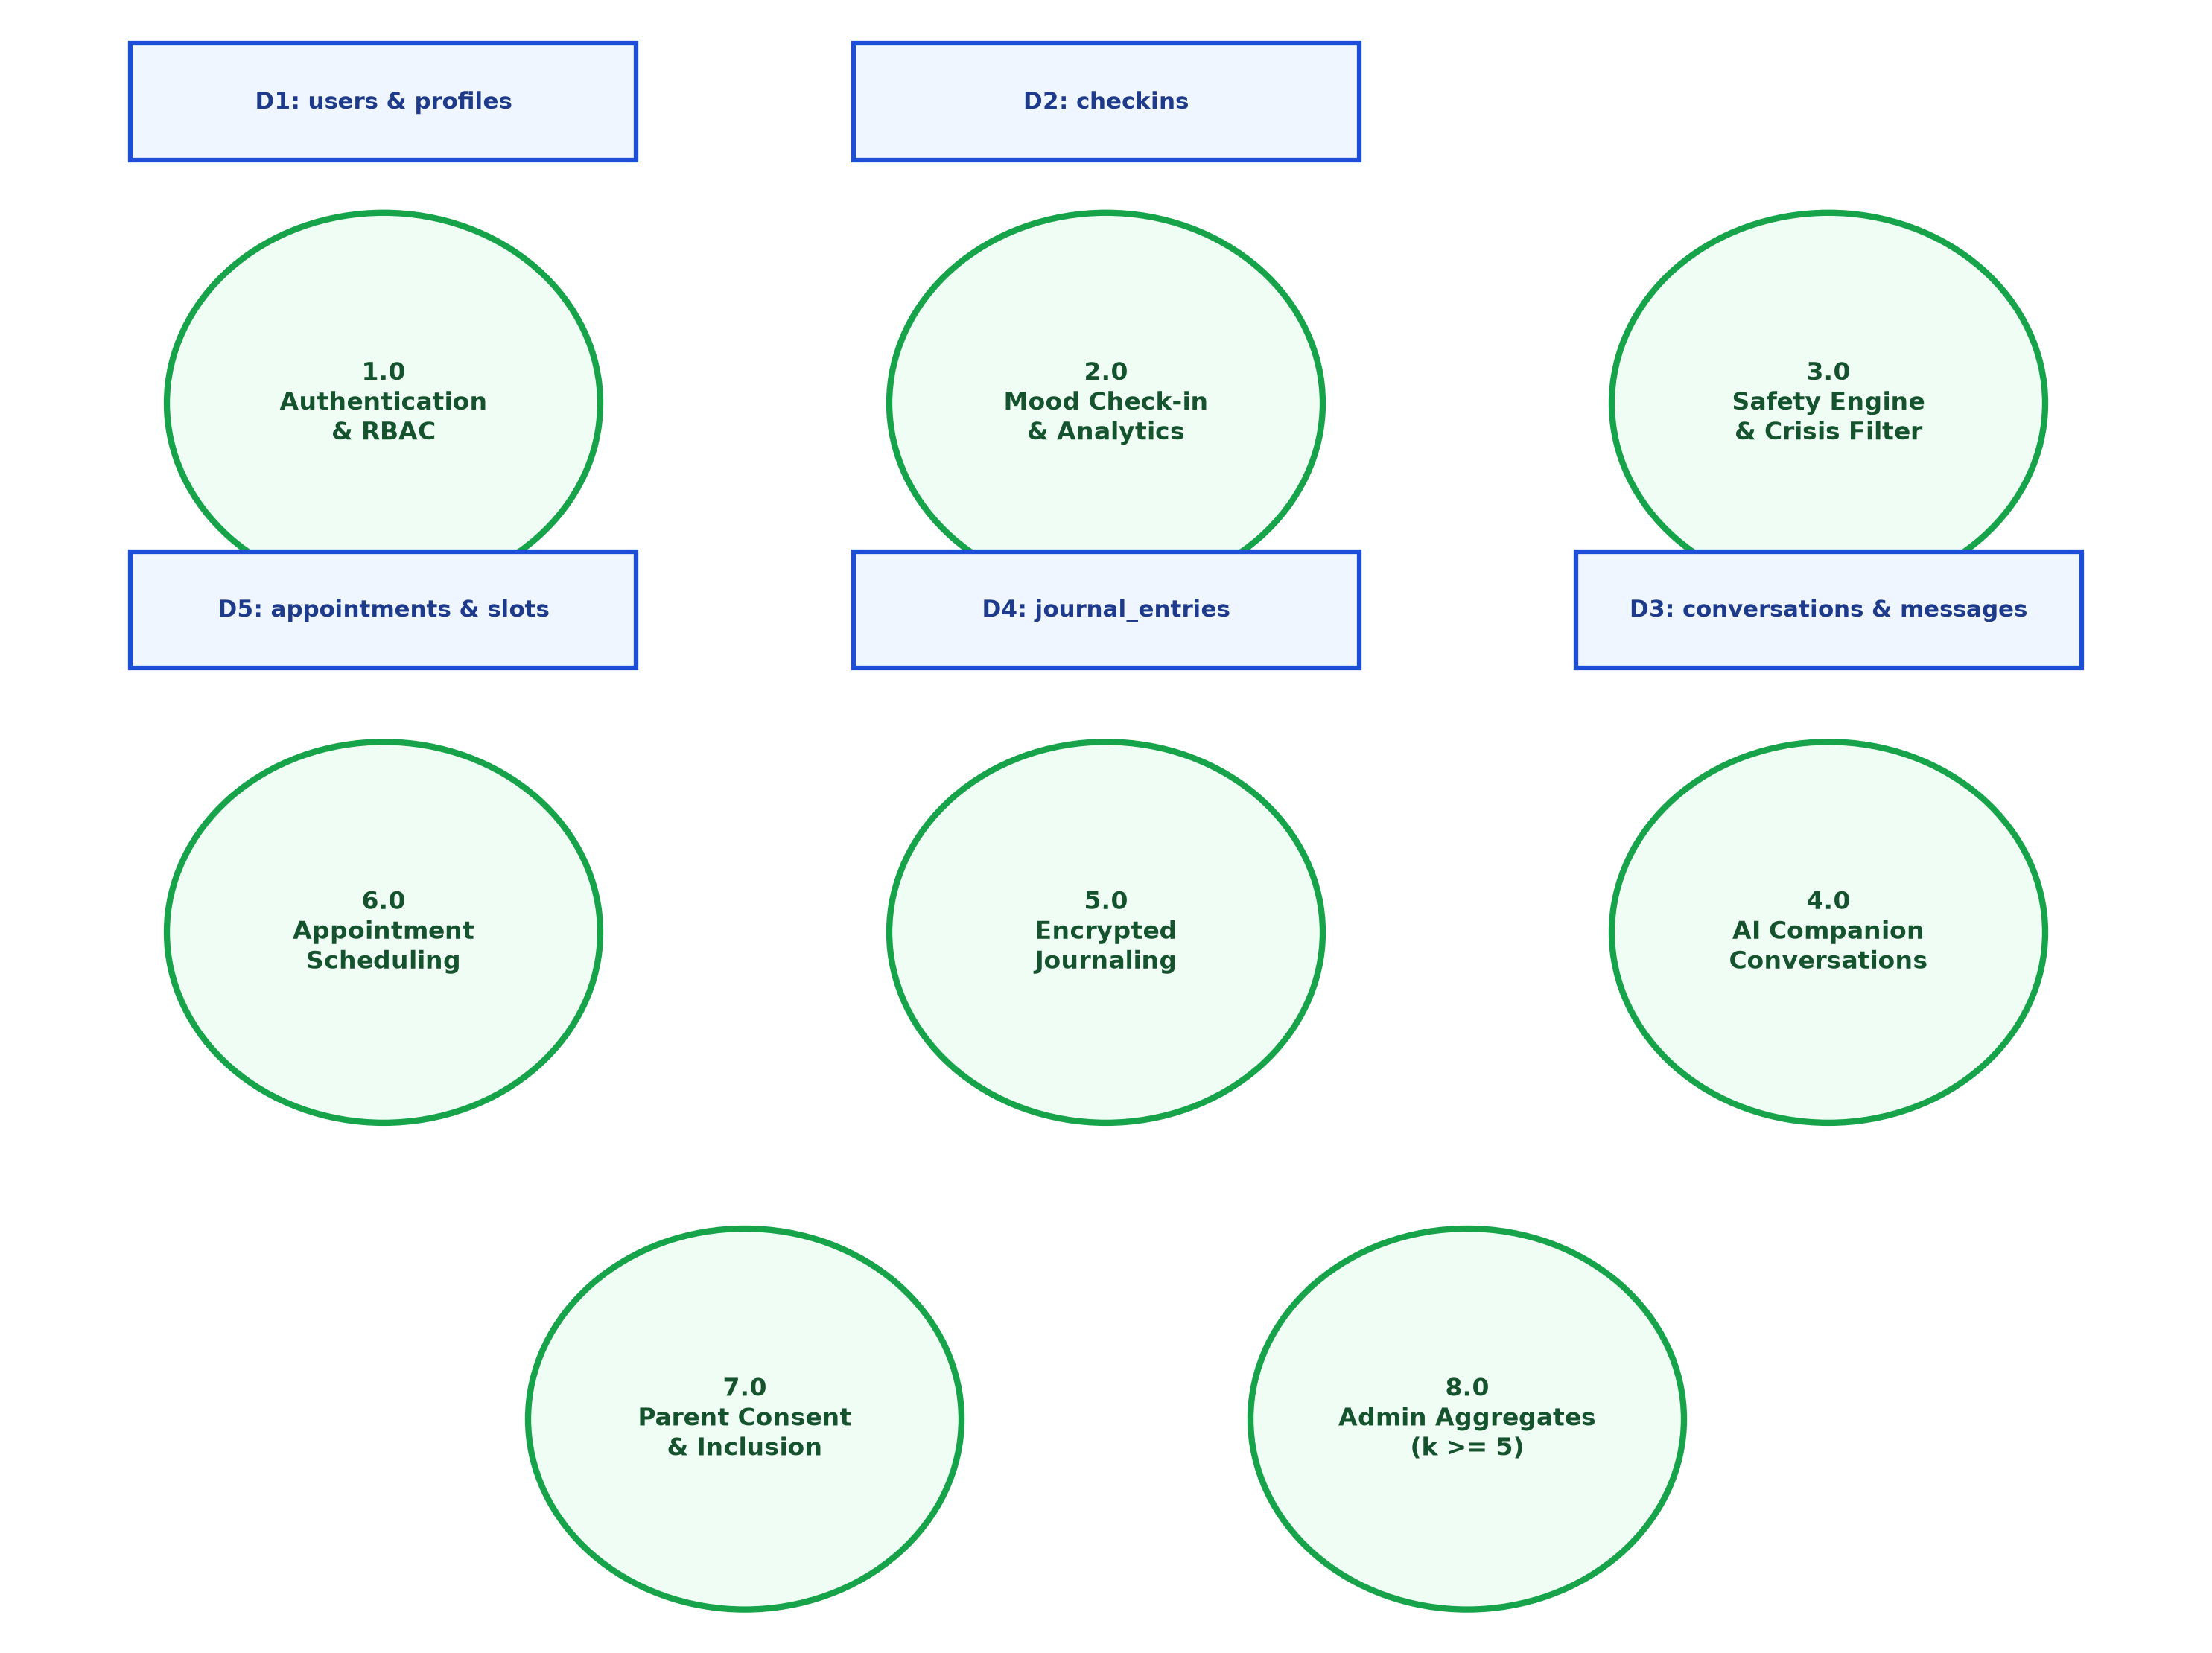 D1: users & profiles
D2: checkins
1.0
Authentication
& RBAC
2.0
Mood Check-in
& Analytics
3.0
Safety Engine
& Crisis Filter
D5: appointments & slots
D4: journal_entries
D3: conversations & messages
6.0
Appointment
Scheduling
5.0
Encrypted
Journaling
4.0
AI Companion
Conversations
7.0
Parent Consent
& Inclusion
8.0
Admin Aggregates
(k >= 5)